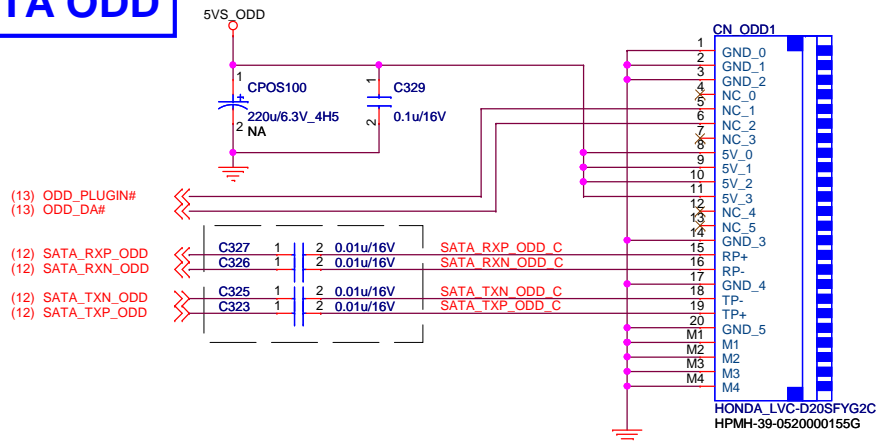 TA ODD
5VS_ODD
1
CPOS100
220u/6.3V_4H5
2
NA
1
C329
0.1u/16V
2
(13) ODD_PLUGIN#
(13) ODD_DA#
(12) SATA_RXP_ODD
(12) SATA_RXN_ODD
(12) SATA_TXN_ODD
(12) SATA_TXP_ODD
C327 1 2 0.01u/16V SATA_RXP_ODD_C
C326 1 2 0.01u/16V SATA_RXN_ODD_C
C325 1 2 0.01u/16V SATA_TXN_ODD_C
C323 1 2 0.01u/16V SATA_TXP_ODD_C
CN_ODD1
1 GND_0
2 GND_1
3 GND_2
4 NC_0
5 NC_1
6 NC_2
7 NC_3
8 5V_0
9 5V_1
10 5V_2
11 5V_3
12 NC_4
13 NC_5
14 GND_3
15 RP+
16 RP-
17 GND_4
18 TP-
19 TP+
20 GND_5
M1 M1
M2 M2
M3 M3
M4 M4
HONDA_LVC-D20SFYG2C
HPMH-39-0520000155G